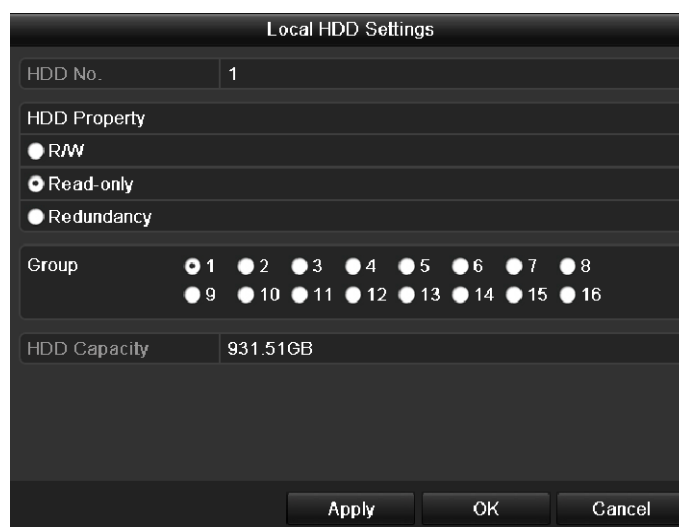 Local HDD Settings
HDD No. 1
HDD Property
R/W
Read-only
Redundancy
Group 1 2 3 4 5 6 7 8
9 10 11 12 13 14 15 16
HDD Capacity 931.51GB
Apply OK Cancel